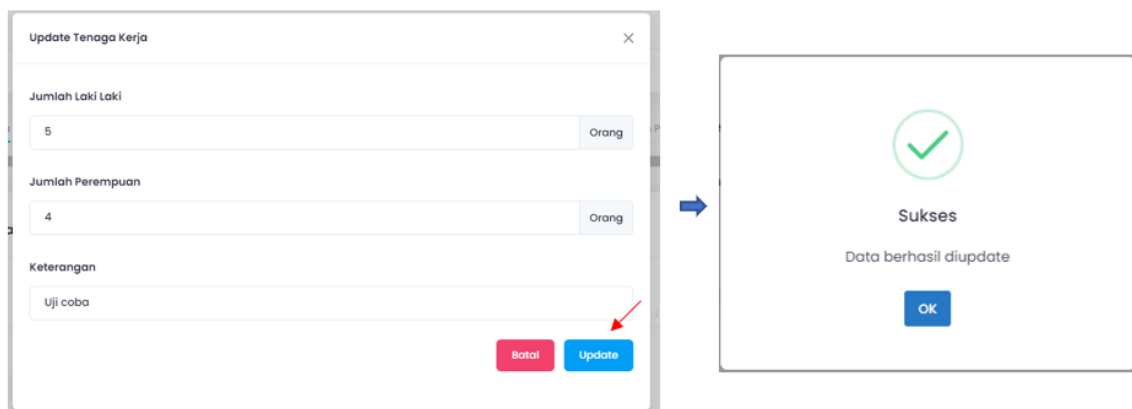 Update Tenaga Kerja
Jumlah Laki Laki
5 Orang
Jumlah Perempuan
4 Orang
Keterangan
Uji coba
Batal Update
Sukses
Data berhasil diupdate
OK